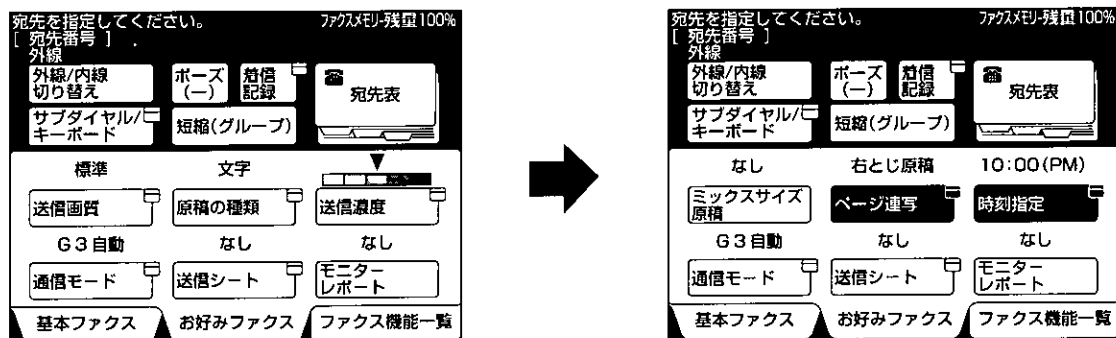 宛先を指定してください。 ファクスメモリー残量100%
[ 宛先番号 ] .
外線
外線/内線
切り替え
ポーズ
(ー)
着信
記録
宛先表
サブダイヤル/
キーボード
短縮(グループ)
標準 文字
送信画質 原稿の種類 送信濃度
G3自動 なし なし
通信モード 送信シート モニター
レポート
基本ファクス お好みファクス ファクス機能一覧
宛先を指定してください。 ファクスメモリー残量100%
[ 宛先番号 ]
外線
外線/内線
切り替え
ポーズ
(ー)
着信
記録
宛先表
サブダイヤル/
キーボード
短縮(グループ)
なし 右とじ原稿 10:00(PM)
ミックスサイズ
原稿
ページ連写 時刻指定
G3自動 なし なし
通信モード 送信シート モニター
レポート
基本ファクス お好みファクス ファクス機能一覧